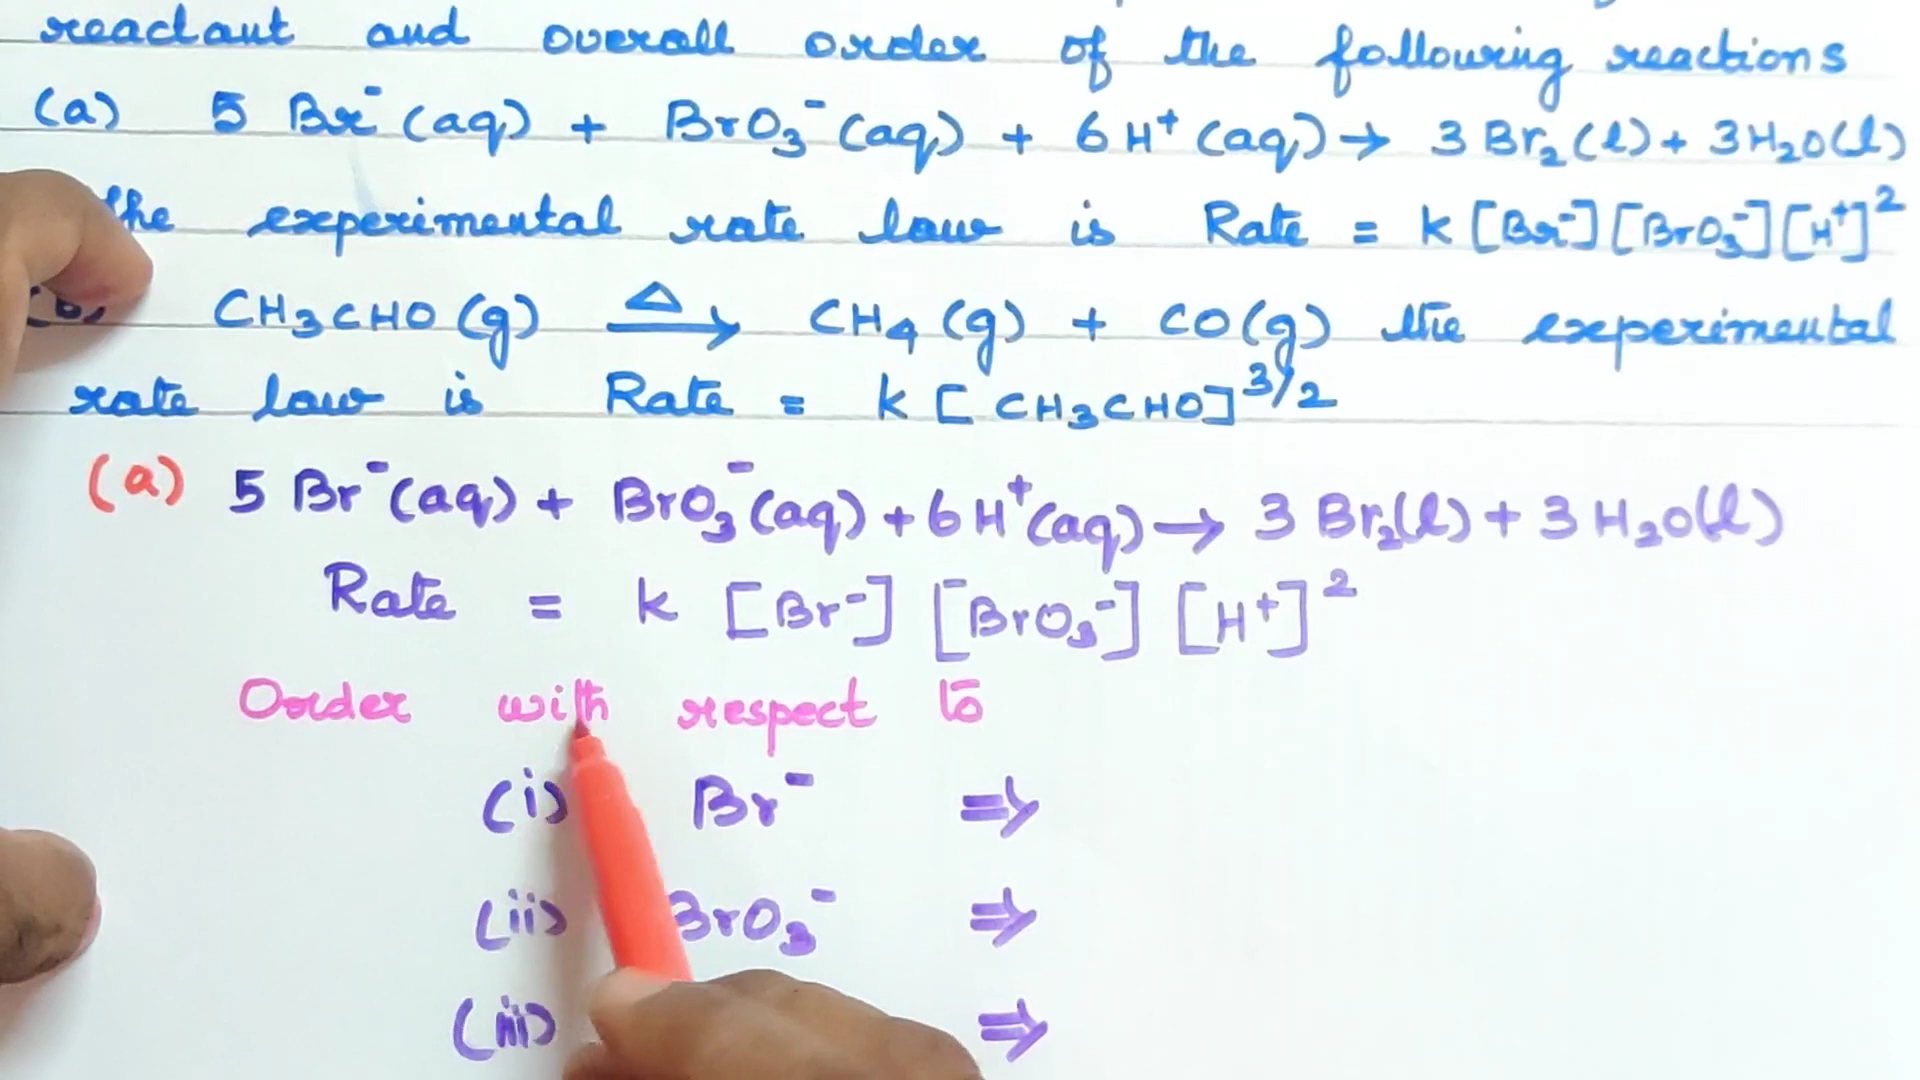 reactant and overall order of the following reactions
(a) 5 Br⁻ (aq) + BrO₃⁻ (aq) + 6 H⁺ (aq) → 3 Br₂ (l) + 3H₂O(l)
The experimental rate law is Rate = k [Br⁻] [BrO₃⁻] [H⁺]²
(b) CH₃CHO (g) Δ→ CH₄ (g) + CO(g) the experimental
rate law is Rate = k [CH₃CHO]³/²
(a) 5 Br⁻ (aq) + BrO₃⁻ (aq) + 6 H⁺ (aq) → 3 Br₂(l) + 3 H₂O(l)
Rate = k [Br⁻] [BrO₃⁻] [H⁺]²
Order with respect to
(i) Br⁻ ⇒
(ii) BrO₃⁻ ⇒
(iii) ⇒